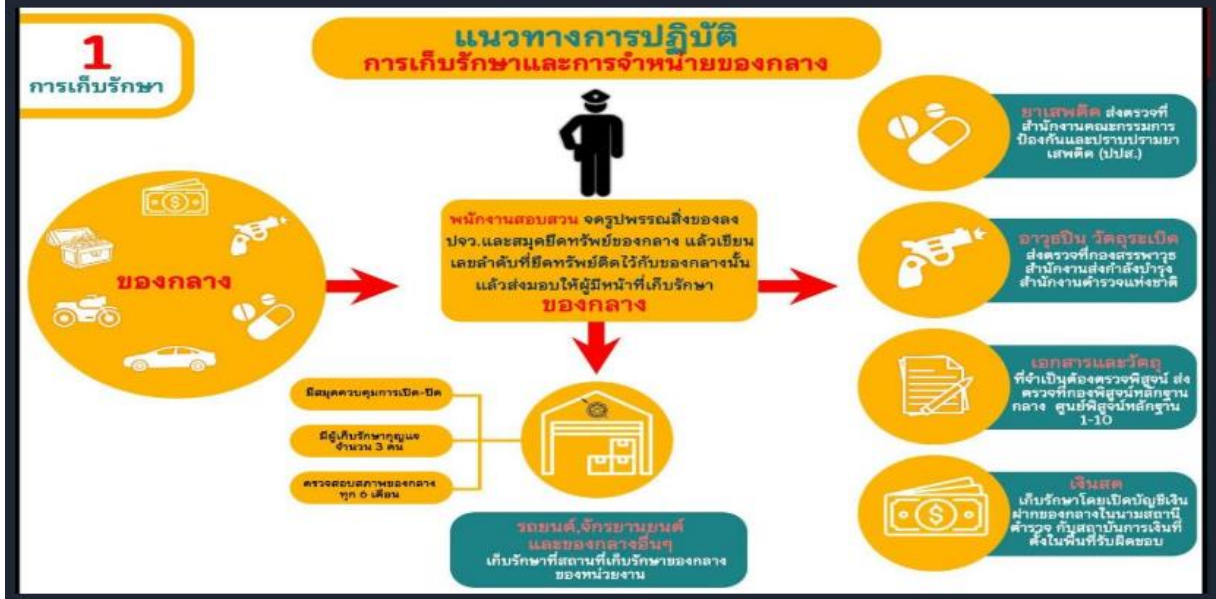 1
การเก็บรักษา
แนวทางการปฏิบัติ
การเก็บรักษาและการจำหน่ายของกลาง
ของกลาง
พนักงานสอบสวน จดรูปพรรณสิ่งของลง
ปจว.และสมุดยึดทรัพย์ของกลาง แล้วเขียน
เลขลำดับที่ยึดทรัพย์ติดไว้กับของกลางนั้น
แล้วส่งมอบให้ผู้มีหน้าที่เก็บรักษา
ของกลาง
มีสมุดควบคุมการเปิด-ปิด
มีผู้เก็บรักษากุญแจ
จำนวน 3 คน
ตรวจสอบสภาพของกลาง
ทุก 6 เดือน
รถยนต์,จักรยานยนต์
และของกลางอื่นๆ
เก็บรักษาที่สถานที่เก็บรักษาของกลาง
ของหน่วยงาน
ยาเสพติด ส่งตรวจที่
สำนักงานคณะกรรมการ
ป้องกันและปราบปรามยา
เสพติด (ปปส.)
อาวุธปืน วัตถุระเบิด
ส่งตรวจที่กองสรรพาวุธ
สำนักงานส่งกำลังบำรุง
สำนักงานตำรวจแห่งชาติ
เอกสารและวัตถุ
ที่จำเป็นต้องตรวจพิสูจน์ ส่ง
ตรวจที่กองพิสูจน์หลักฐาน
กลาง ศูนย์พิสูจน์หลักฐาน
1-10
เงินสด
เก็บรักษาโดยเปิดบัญชีเงิน
ฝากของกลางในนามสถานี
ตำรวจ กับสถาบันการเงินที่
ตั้งในพื้นที่รับผิดชอบ